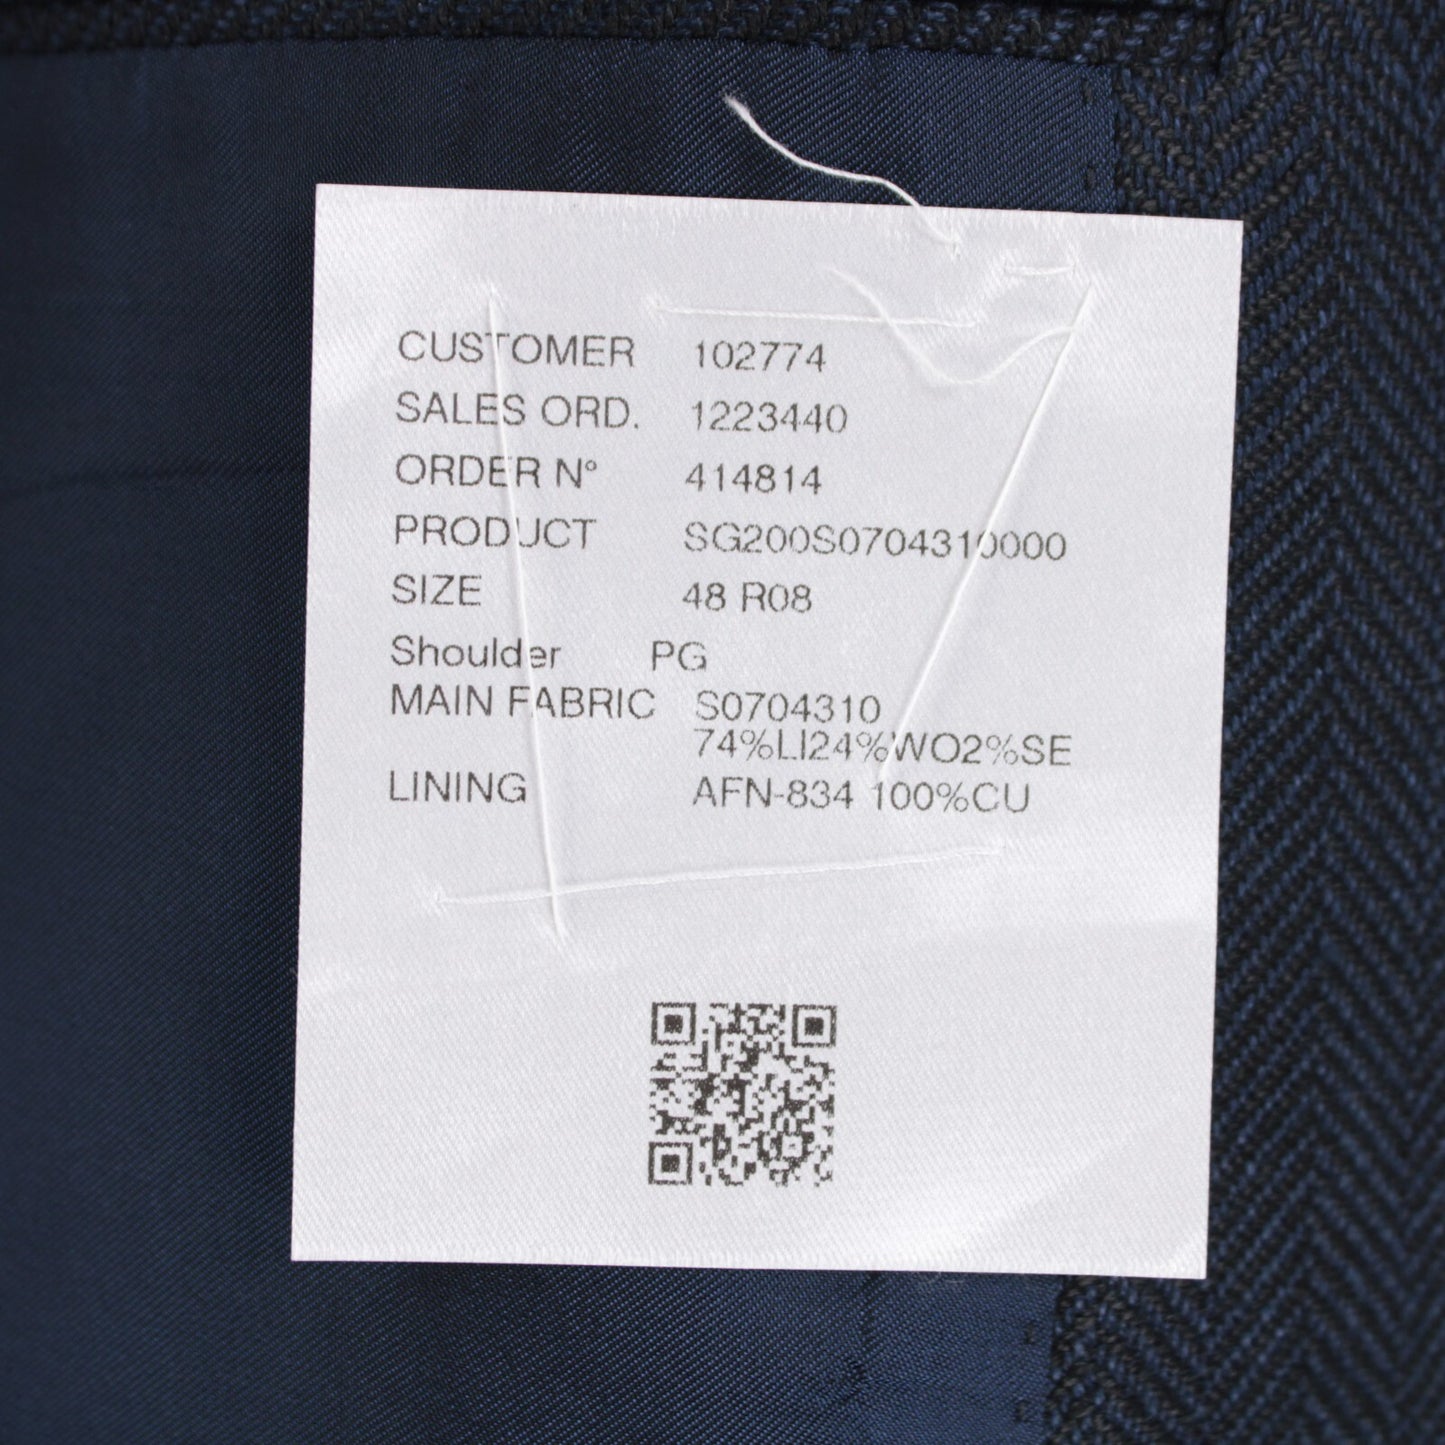 CUSTOMER 102774
SALES ORD. 1223440
ORDER N° 414814
PRODUCT SG200S0704310000
SIZE 48 R08
Shoulder PG
MAIN FABRIC S0704310
74%LI24%WO2%SE
LINING AFN-834 100%CU